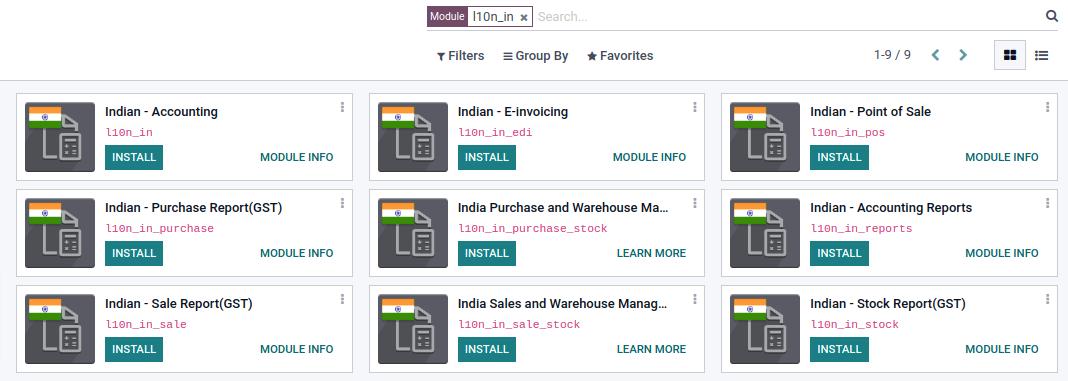 Module l10n_in × Search...
Filters Group By Favorites 1-9 / 9
Indian - Accounting
l10n_in
INSTALL MODULE INFO
Indian - E-invoicing
l10n_in_edi
INSTALL MODULE INFO
Indian - Point of Sale
l10n_in_pos
INSTALL MODULE INFO
Indian - Purchase Report(GST)
l10n_in_purchase
INSTALL MODULE INFO
India Purchase and Warehouse Ma...
l10n_in_purchase_stock
INSTALL LEARN MORE
Indian - Accounting Reports
l10n_in_reports
INSTALL MODULE INFO
Indian - Sale Report(GST)
l10n_in_sale
INSTALL MODULE INFO
India Sales and Warehouse Manag...
l10n_in_sale_stock
INSTALL LEARN MORE
Indian - Stock Report(GST)
l10n_in_stock
INSTALL MODULE INFO